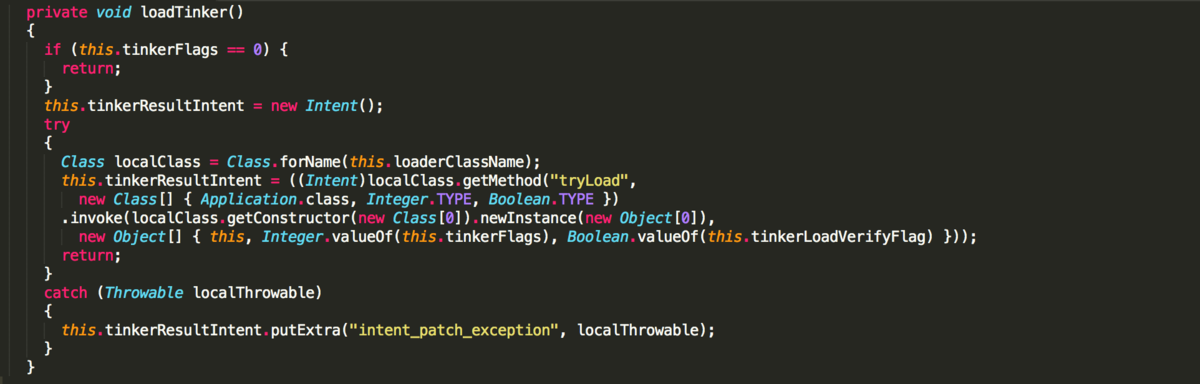 private void loadTinker()
{
  if (this.tinkerFlags == 0) {
    return;
  }
  this.tinkerResultIntent = new Intent();
  try
  {
    Class localClass = Class.forName(this.loaderClassName);
    this.tinkerResultIntent = ((Intent)localClass.getMethod("tryLoad",
      new Class[] { Application.class, Integer.TYPE, Boolean.TYPE })
    .invoke(localClass.getConstructor(new Class[0]).newInstance(new Object[0]),
      new Object[] { this, Integer.valueOf(this.tinkerFlags), Boolean.valueOf(this.tinkerLoadVerifyFlag) }));
    return;
  }
  catch (Throwable localThrowable)
  {
    this.tinkerResultIntent.putExtra("intent_patch_exception", localThrowable);
  }
}